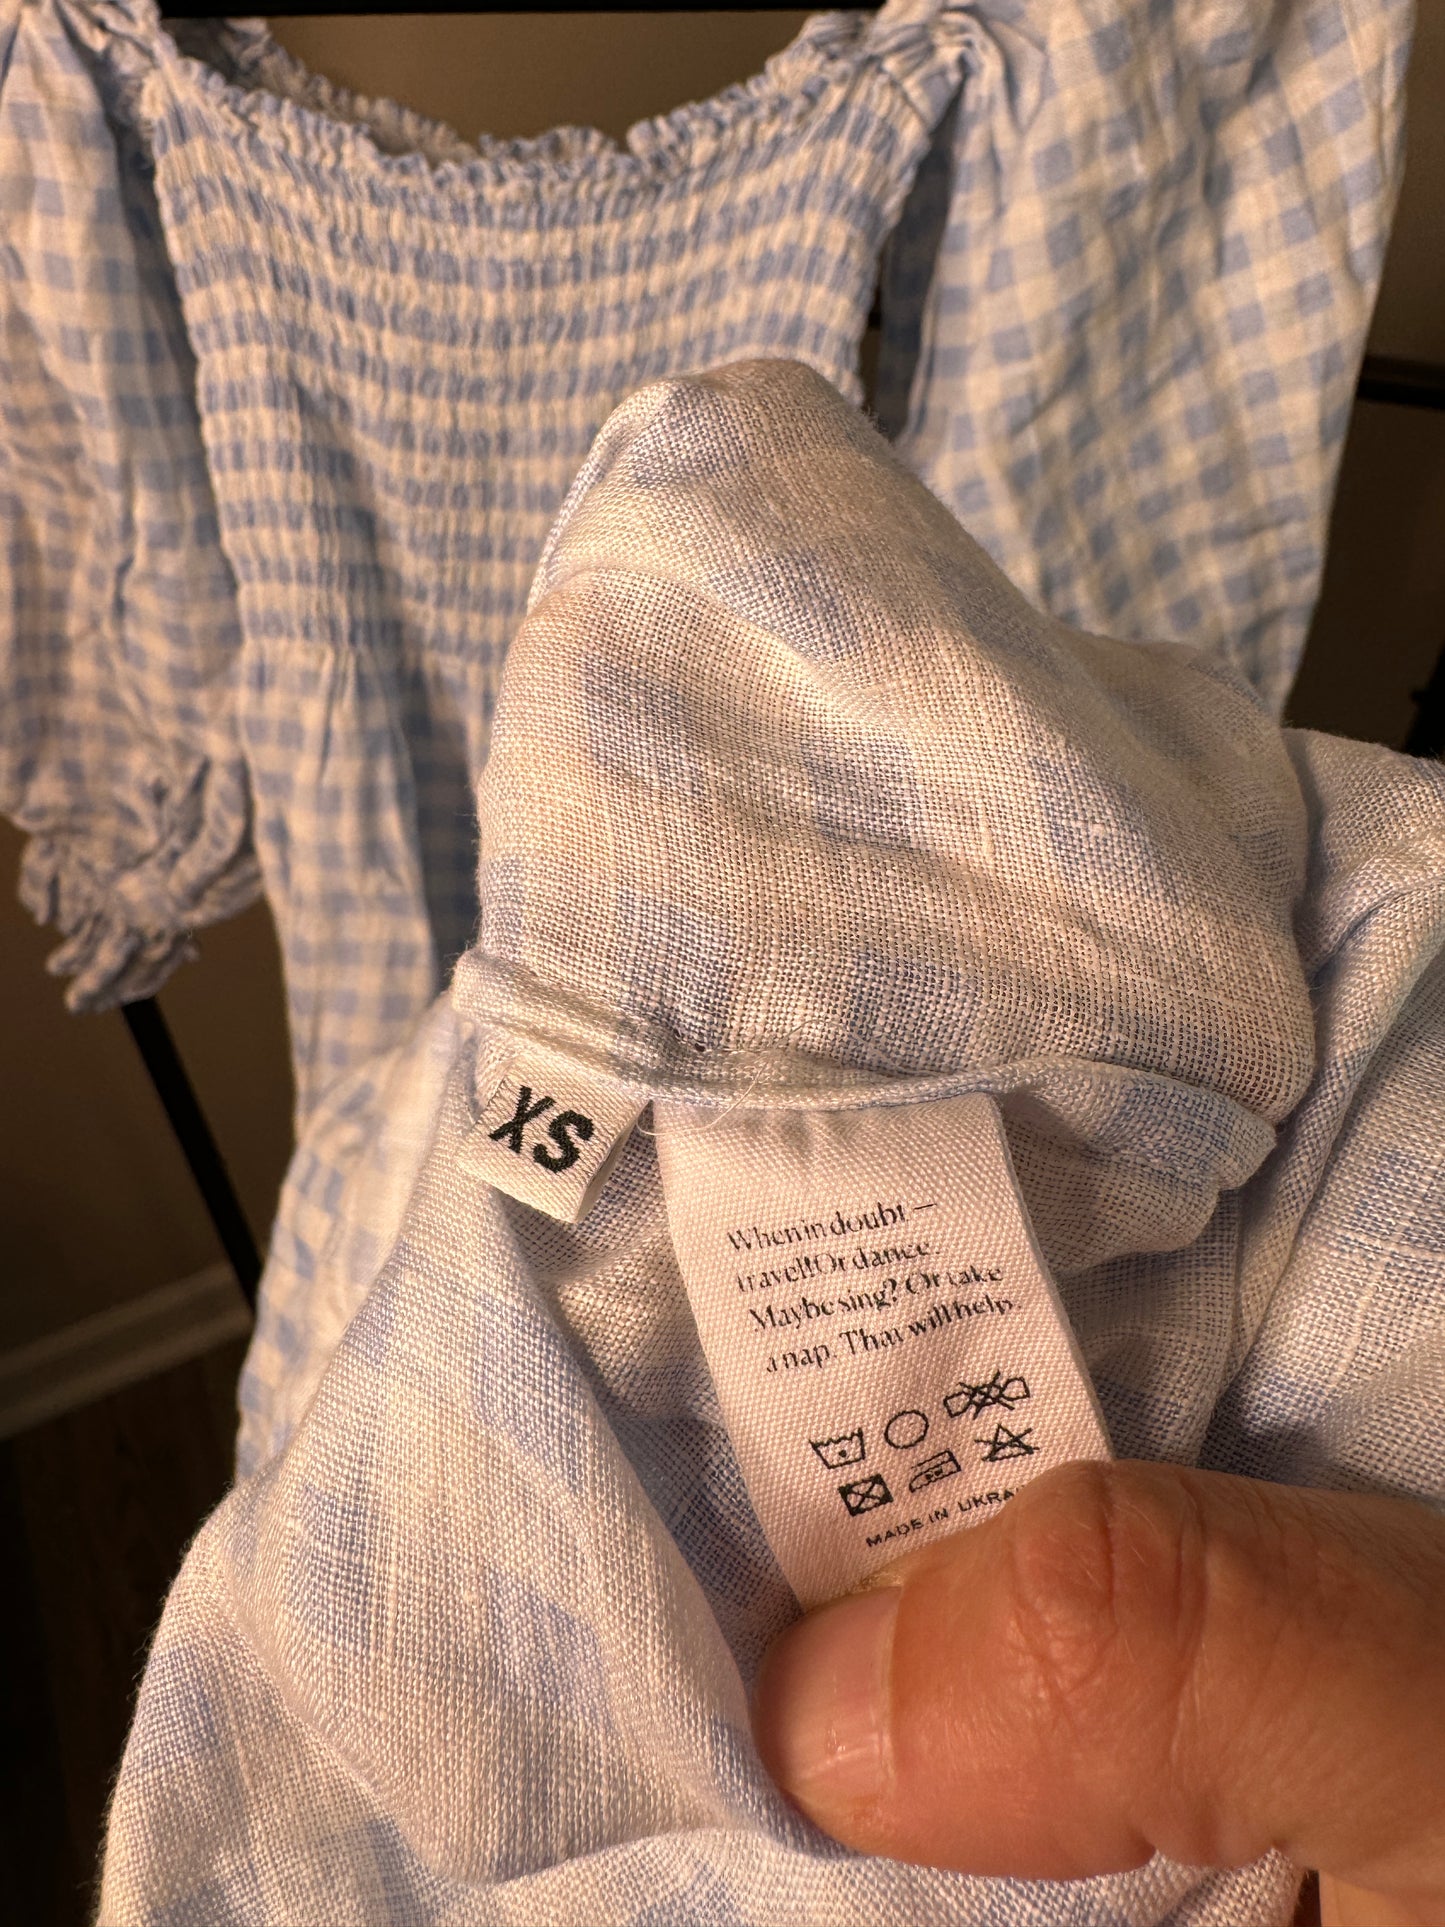 XS
When in doubt —
travel! Or dance.
Maybe sing? Or take
a nap. That will help.
MADE IN UKRA